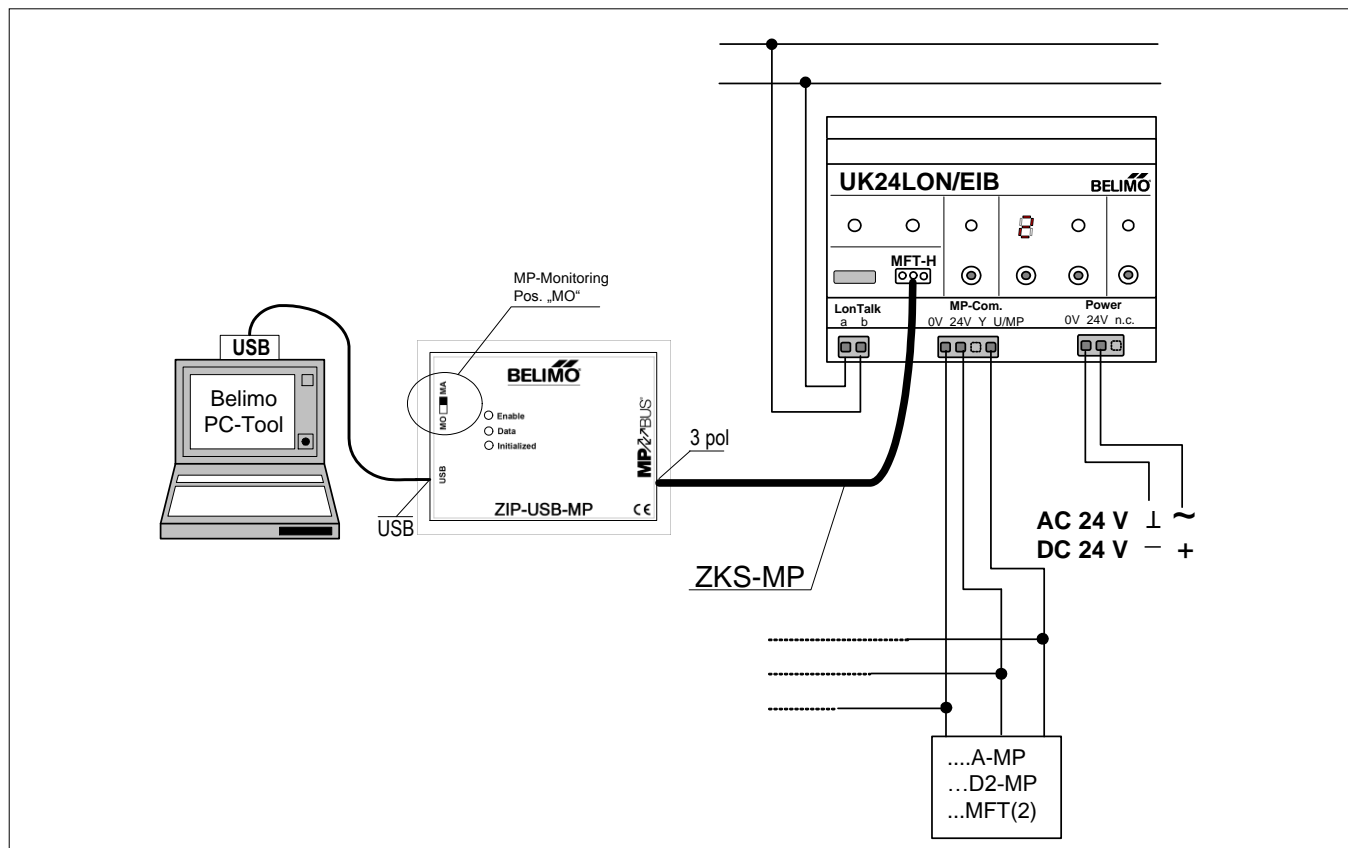 UK24LON/EIB
BELIMO
MFT-H
LonTalk
a b
MP-Com.
0V 24V Y U/MP
Power
0V 24V n.c.
MP-Monitoring
Pos. „MO“
USB
Belimo
PC-Tool
BELIMO
MO MA
Enable
Data
Initialized
USB
MP BUS
ZIP-USB-MP
CE
USB
3 pol
ZKS-MP
AC 24 V ⊥ ~
DC 24 V – +
....A-MP
…D2-MP
...MFT(2)